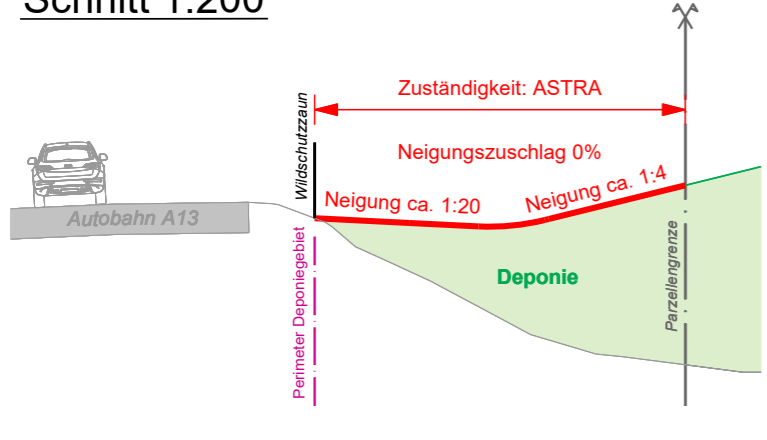 Schnitt 1:200
Zuständigkeit: ASTRA
Wildschutzzaun
Neigungszuschlag 0%
Neigung ca. 1:20
Neigung ca. 1:4
Autobahn A13
Deponie
Perimeter Deponiegebiet
Parzellengrenze